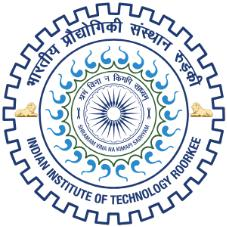 भारतीय प्रौद्योगिकी संस्थान रुड़की
श्रमं विना न किमपि साध्यम्
SHRAMAM VINA NA KIMAPI SADHYAM
INDIAN INSTITUTE OF TECHNOLOGY ROORKEE